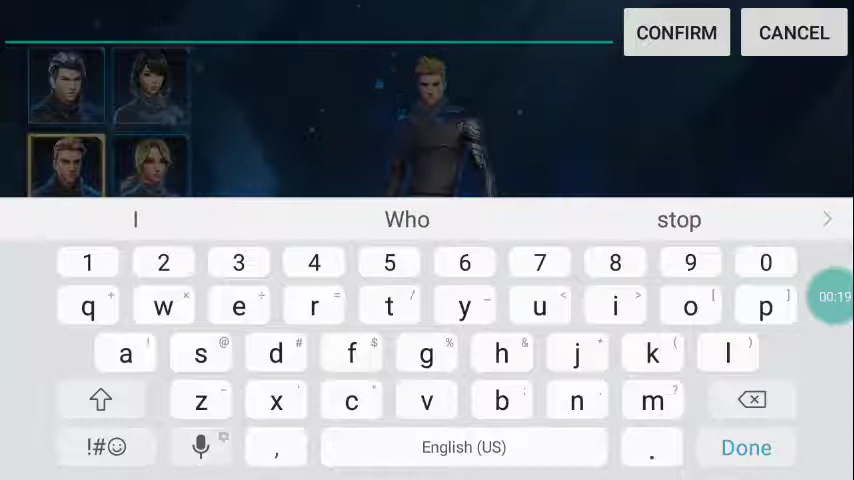 CONFIRM CANCEL
I Who stop
1 2 3 4 5 6 7 8 9 0
q + w × e ÷ r = t / y _ u < i > o [ p ]
a ! s @ d # f $ g % h & j * k ( l )
00:19
z - x ' c " v b ; n , m ?
!#☺ , English (US) . Done